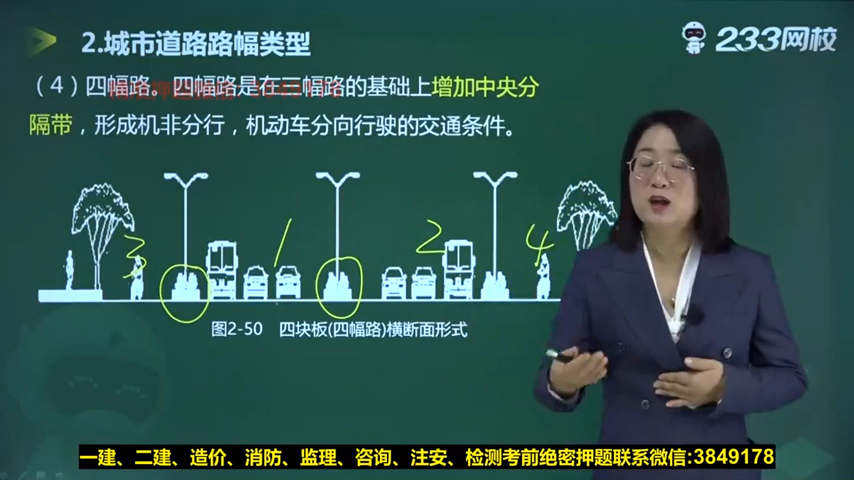 2.城市道路路幅类型
233网校
（4）四幅路。四幅路是在三幅路的基础上增加中央分
隔带，形成机非分行，机动车分向行驶的交通条件。
3 1 2 4
图2-50 四块板(四幅路)横断面形式
一建、二建、造价、消防、监理、咨询、注安、检测考前绝密押题联系微信:3849178